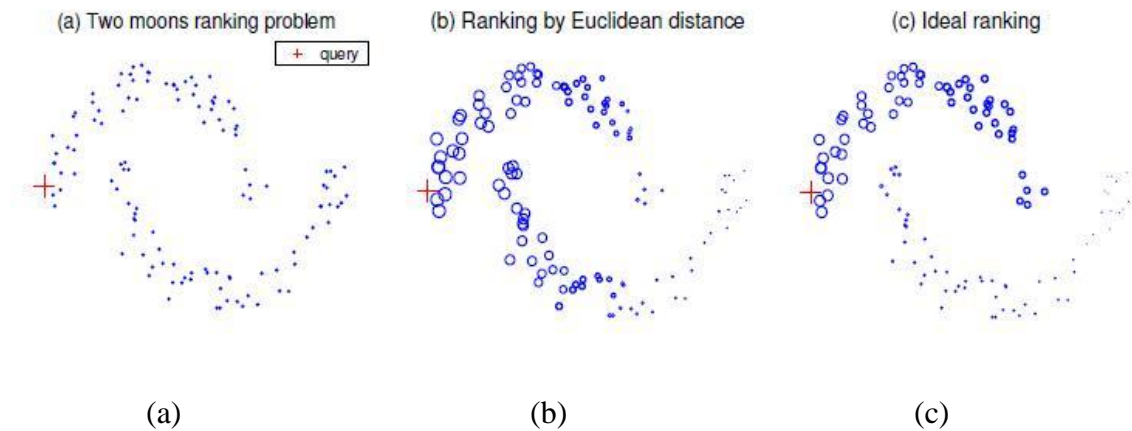 (a) Two moons ranking problem
(b) Ranking by Euclidean distance
(c) Ideal ranking
query
(a)
(b)
(c)